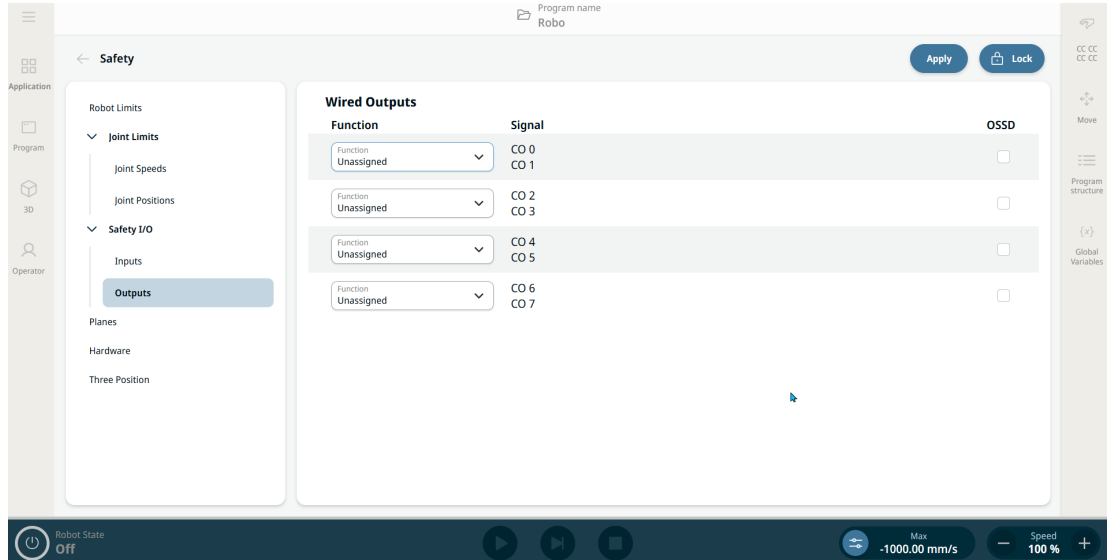 Program name
Robo
Safety
Apply
Lock
CC CC
CC CC
Application
Program
3D
Operator
Robot Limits
Joint Limits
Joint Speeds
Joint Positions
Safety I/O
Inputs
Outputs
Planes
Hardware
Three Position
Wired Outputs
Function
Signal
OSSD
Function
Unassigned
CO 0
CO 1
Function
Unassigned
CO 2
CO 3
Function
Unassigned
CO 4
CO 5
Function
Unassigned
CO 6
CO 7
Move
Program
structure
{x}
Global
Variables
Robot State
Off
Max
-1000.00 mm/s
Speed
100 %